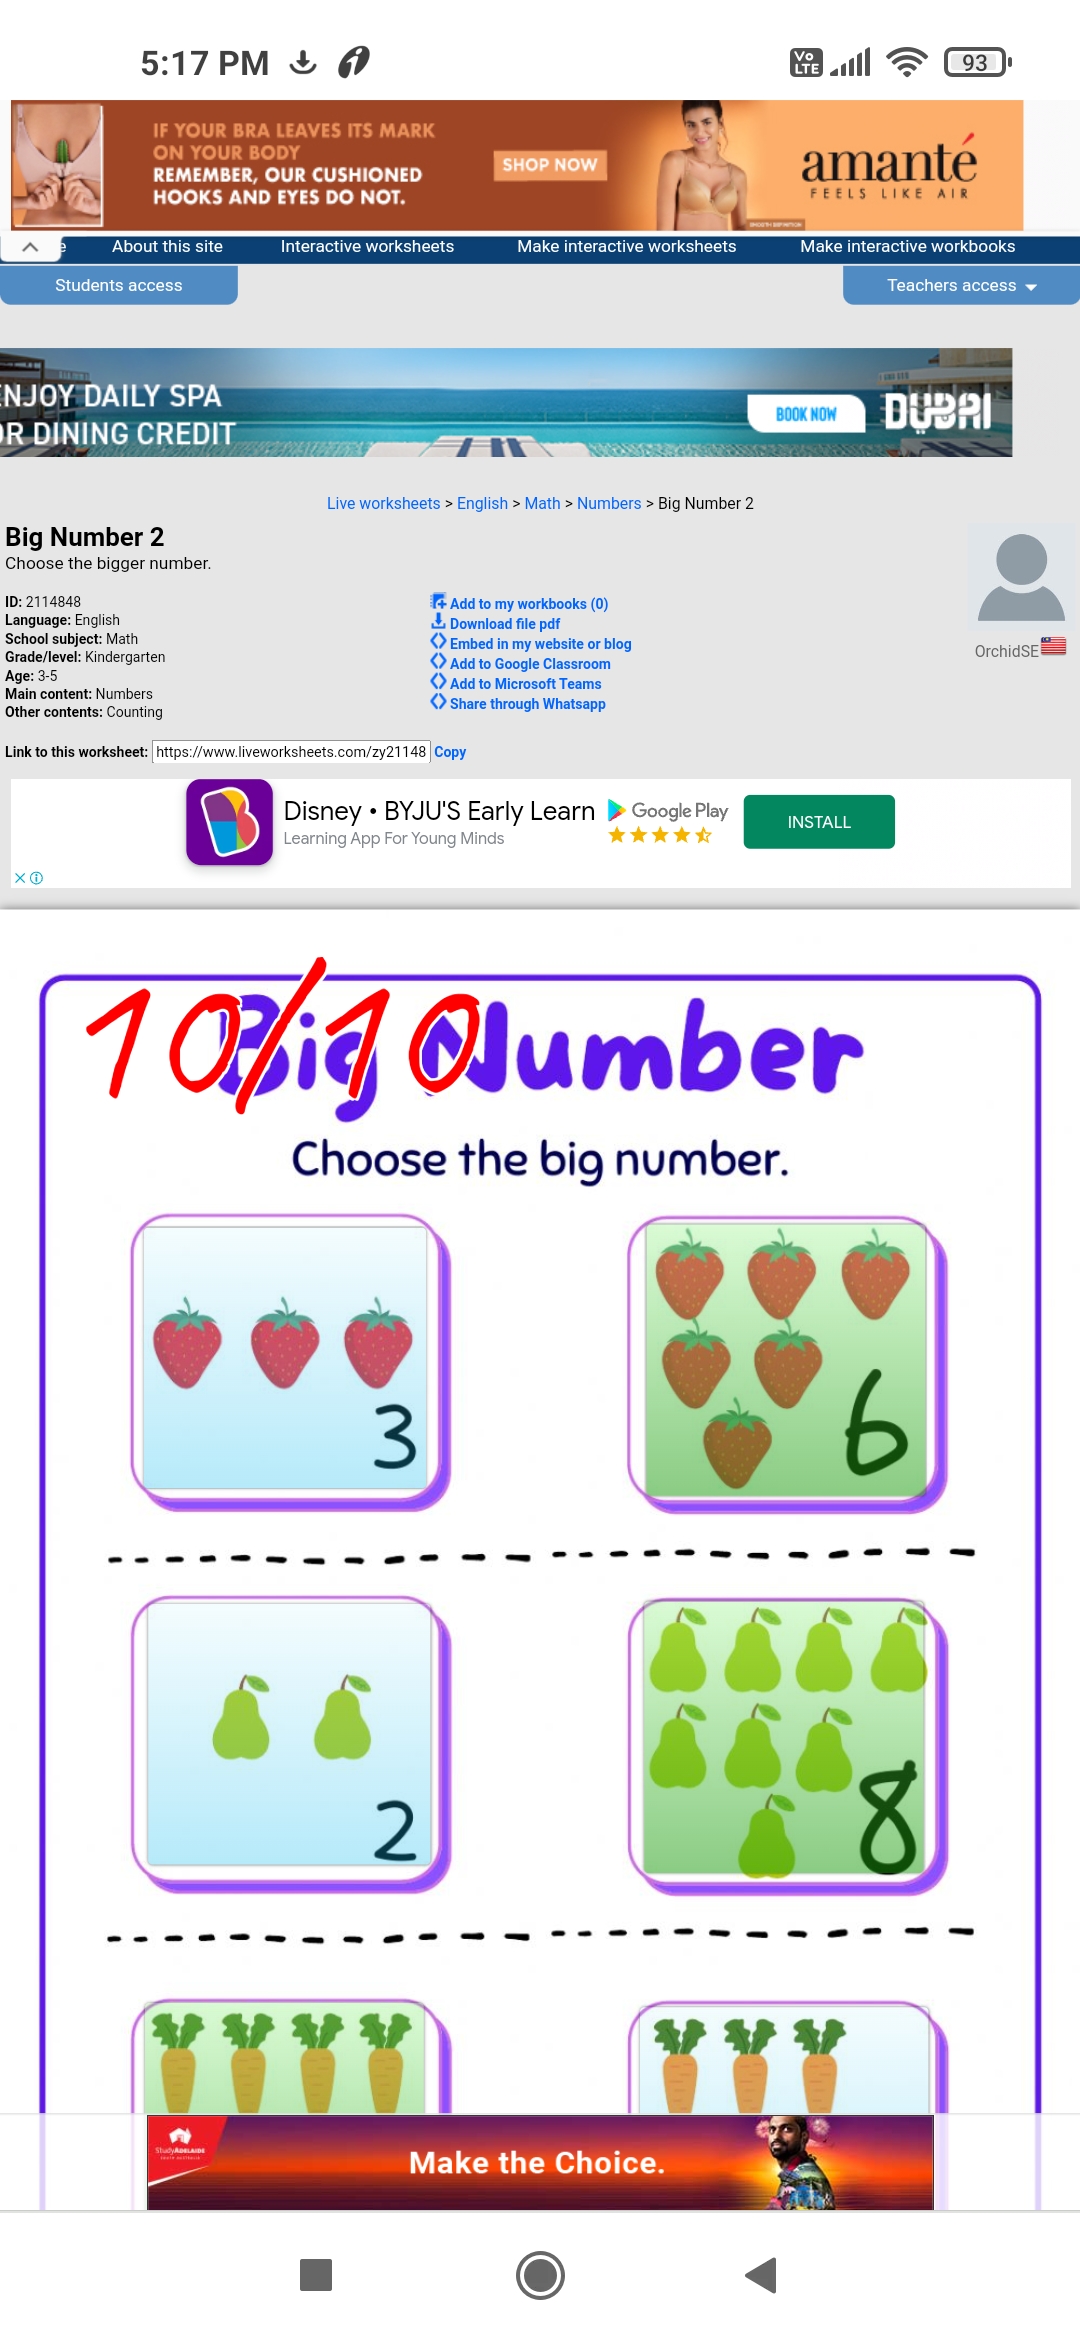 5:17 PM
Vo LTE
93
IF YOUR BRA LEAVES ITS MARK
ON YOUR BODY
REMEMBER, OUR CUSHIONED
HOOKS AND EYES DO NOT.
SHOP NOW
amanté
FEELS LIKE AIR
e About this site Interactive worksheets Make interactive worksheets Make interactive workbooks
Students access Teachers access
ENJOY DAILY SPA
OR DINING CREDIT
BOOK NOW
DUBAI
Live worksheets > English > Math > Numbers > Big Number 2
Big Number 2
Choose the bigger number.
ID: 2114848
Language: English
School subject: Math
Grade/level: Kindergarten
Age: 3-5
Main content: Numbers
Other contents: Counting
Add to my workbooks (0)
Download file pdf
Embed in my website or blog
Add to Google Classroom
Add to Microsoft Teams
Share through Whatsapp
OrchidSE
Link to this worksheet: https://www.liveworksheets.com/zy21148 Copy
Disney • BYJU'S Early Learn
Learning App For Young Minds
Google Play
INSTALL
10/10
Big Number
Choose the big number.
3
6
2
8
StudyADELAIDE
Make the Choice.